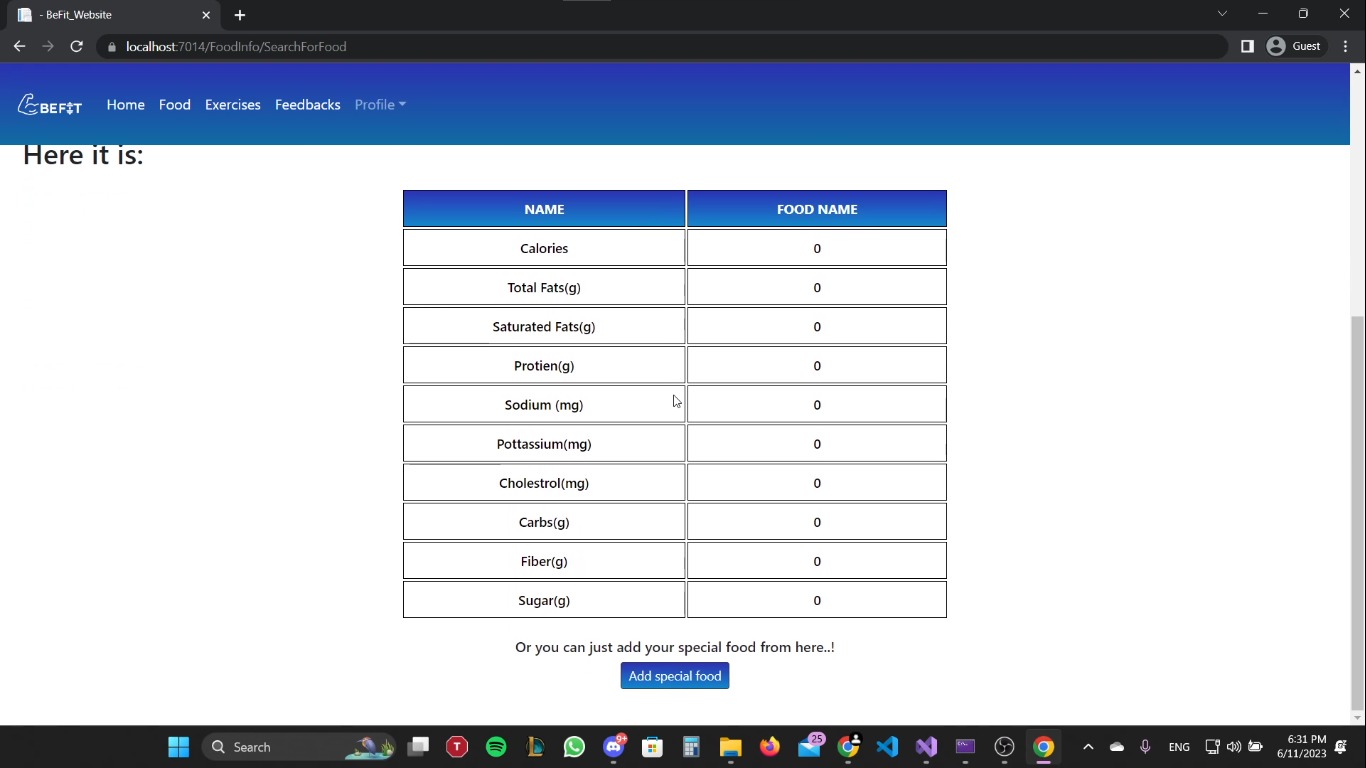 - BeFit_Website
localhost:7014/FoodInfo/SearchForFood
Guest
BEFIT Home Food Exercises Feedbacks Profile
Here it is:
NAME FOOD NAME
Calories 0
Total Fats(g) 0
Saturated Fats(g) 0
Protien(g) 0
Sodium (mg) 0
Pottassium(mg) 0
Cholestrol(mg) 0
Carbs(g) 0
Fiber(g) 0
Sugar(g) 0
Or you can just add your special food from here..!
Add special food
Search
T
9+
25
ENG
6:31 PM
6/11/2023